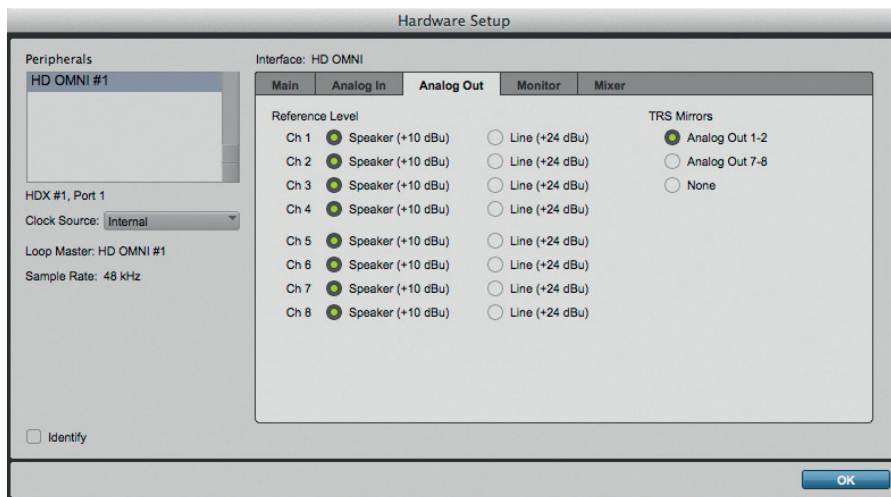 Hardware Setup
Peripherals
HD OMNI #1
HDX #1, Port 1
Clock Source: Internal
Loop Master: HD OMNI #1
Sample Rate: 48 kHz
Identify
Interface: HD OMNI
Main Analog In Analog Out Monitor Mixer
Reference Level
Ch 1 Speaker (+10 dBu) Line (+24 dBu)
Ch 2 Speaker (+10 dBu) Line (+24 dBu)
Ch 3 Speaker (+10 dBu) Line (+24 dBu)
Ch 4 Speaker (+10 dBu) Line (+24 dBu)
Ch 5 Speaker (+10 dBu) Line (+24 dBu)
Ch 6 Speaker (+10 dBu) Line (+24 dBu)
Ch 7 Speaker (+10 dBu) Line (+24 dBu)
Ch 8 Speaker (+10 dBu) Line (+24 dBu)
TRS Mirrors
Analog Out 1-2
Analog Out 7-8
None
OK